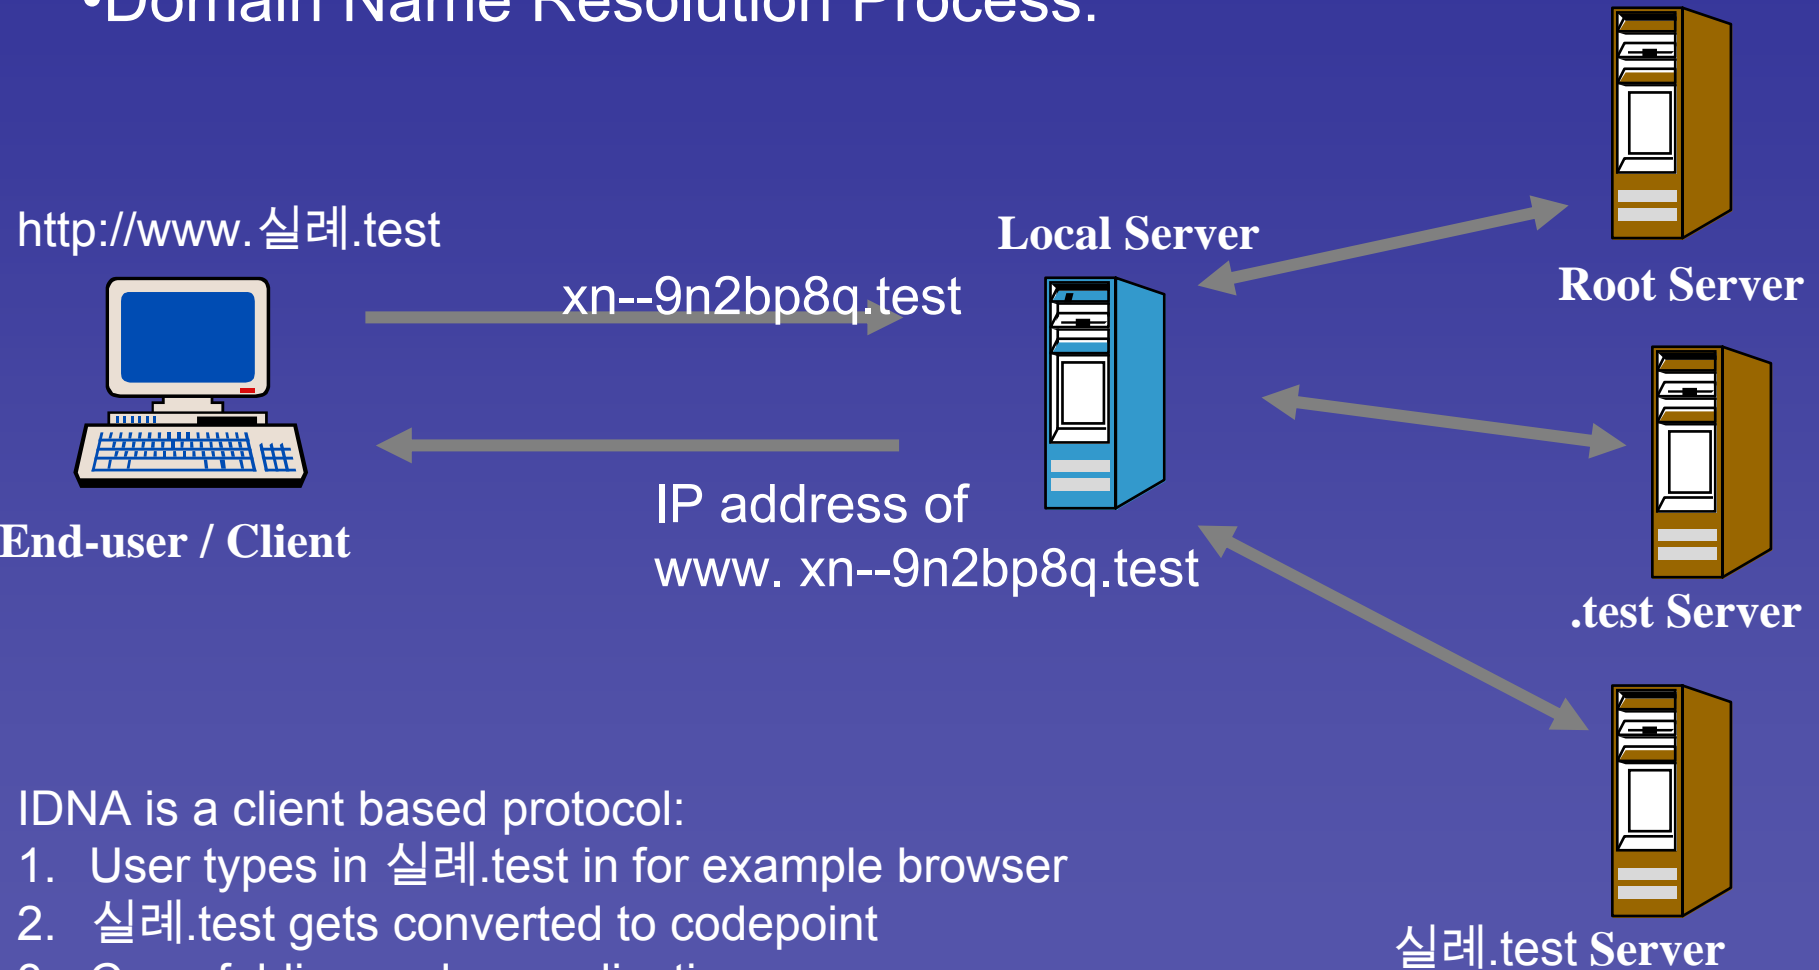 •Domain Name Resolution Process:
http://www.실례.test
Local Server
xn--9n2bp8q.test
Root Server
IP address of
www. xn--9n2bp8q.test
End-user / Client
.test Server
IDNA is a client based protocol:
1. User types in 실례.test in for example browser
2. 실례.test gets converted to codepoint
실례.test Server